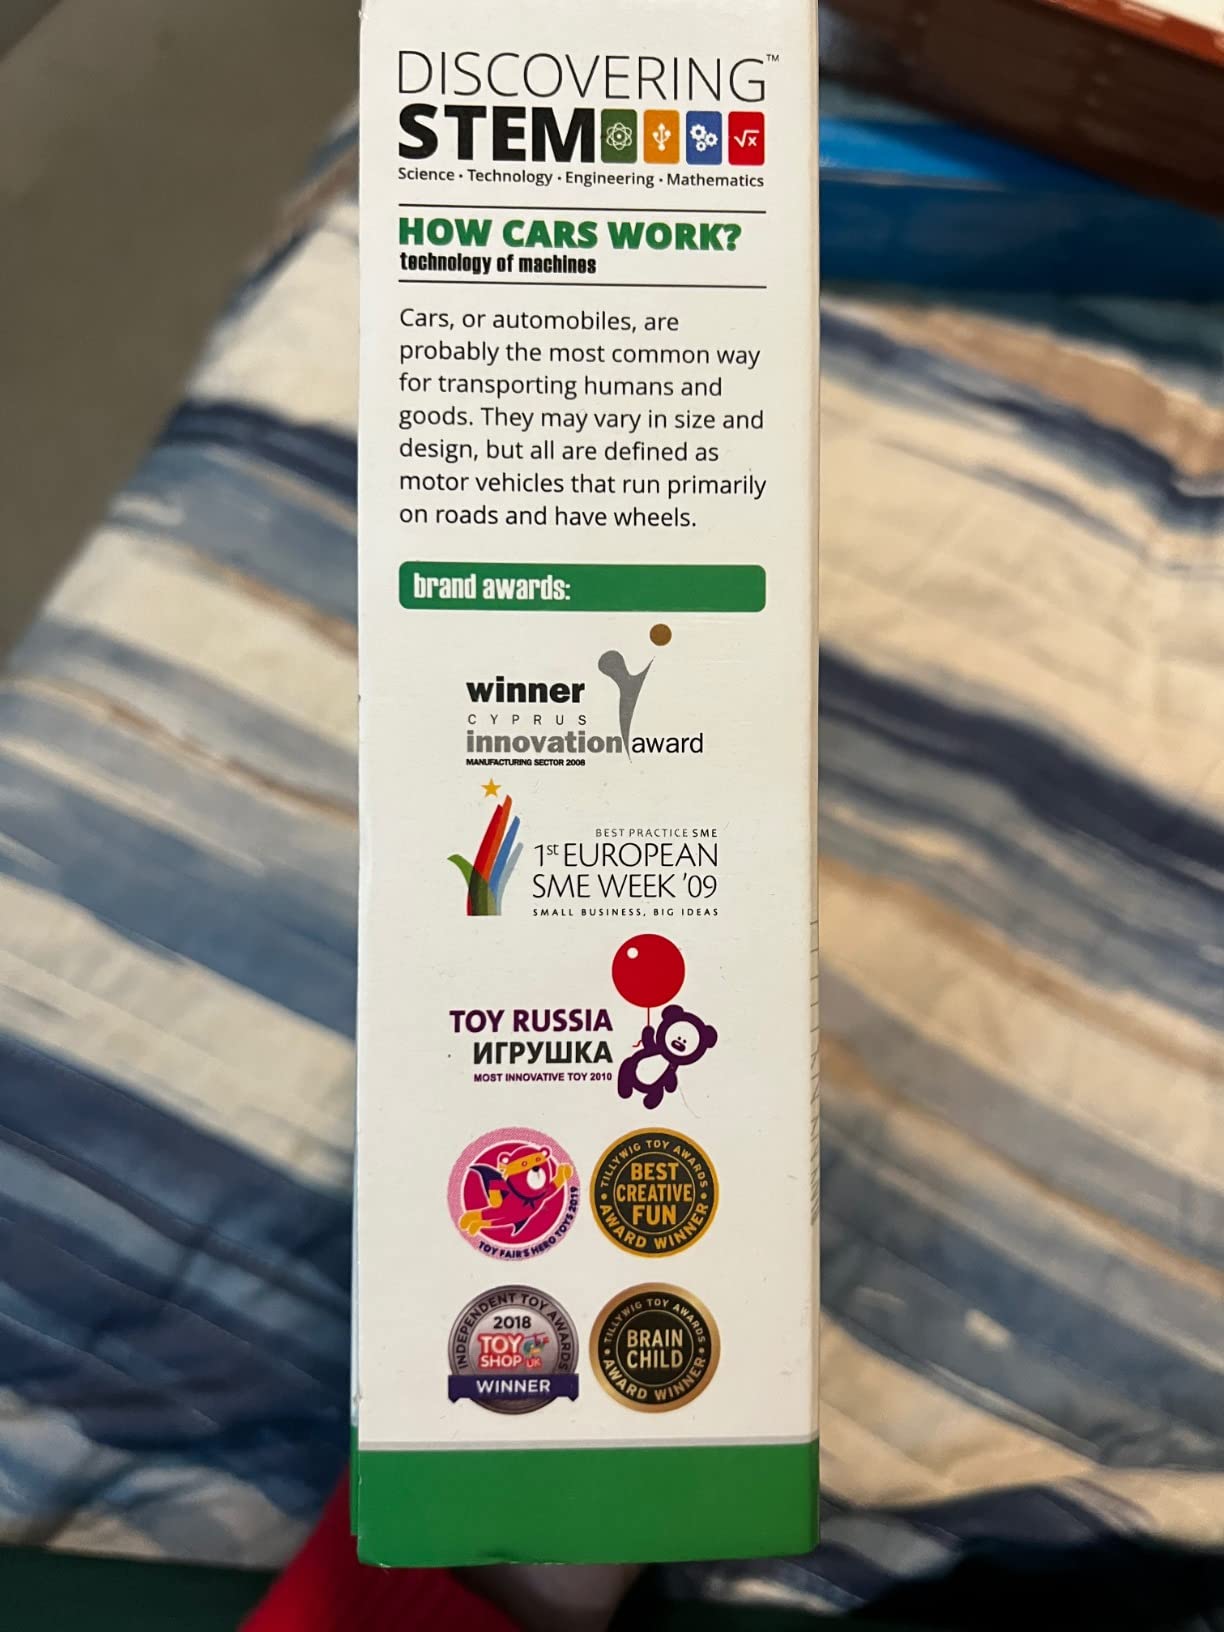 DISCOVERING™
STEM √x
Science · Technology · Engineering · Mathematics
HOW CARS WORK?
technology of machines
Cars, or automobiles, are
probably the most common way
for transporting humans and
goods. They may vary in size and
design, but all are defined as
motor vehicles that run primarily
on roads and have wheels.
brand awards:
winner
CYPRUS
innovation award
MANUFACTURING SECTOR 2008
BEST PRACTICE SME
1st EUROPEAN
SME WEEK '09
SMALL BUSINESS, BIG IDEAS
TOY RUSSIA
ИГРУШКА
MOST INNOVATIVE TOY 2010
TOY FAIR'S HERO TOYS 2019
TILLYWIG TOY AWARDS
BEST
CREATIVE
FUN
AWARD WINNER
INDEPENDENT TOY AWARDS
2018
TOY
SHOP UK
WINNER
TILLYWIG TOY AWARDS
BRAIN
CHILD
AWARD WINNER